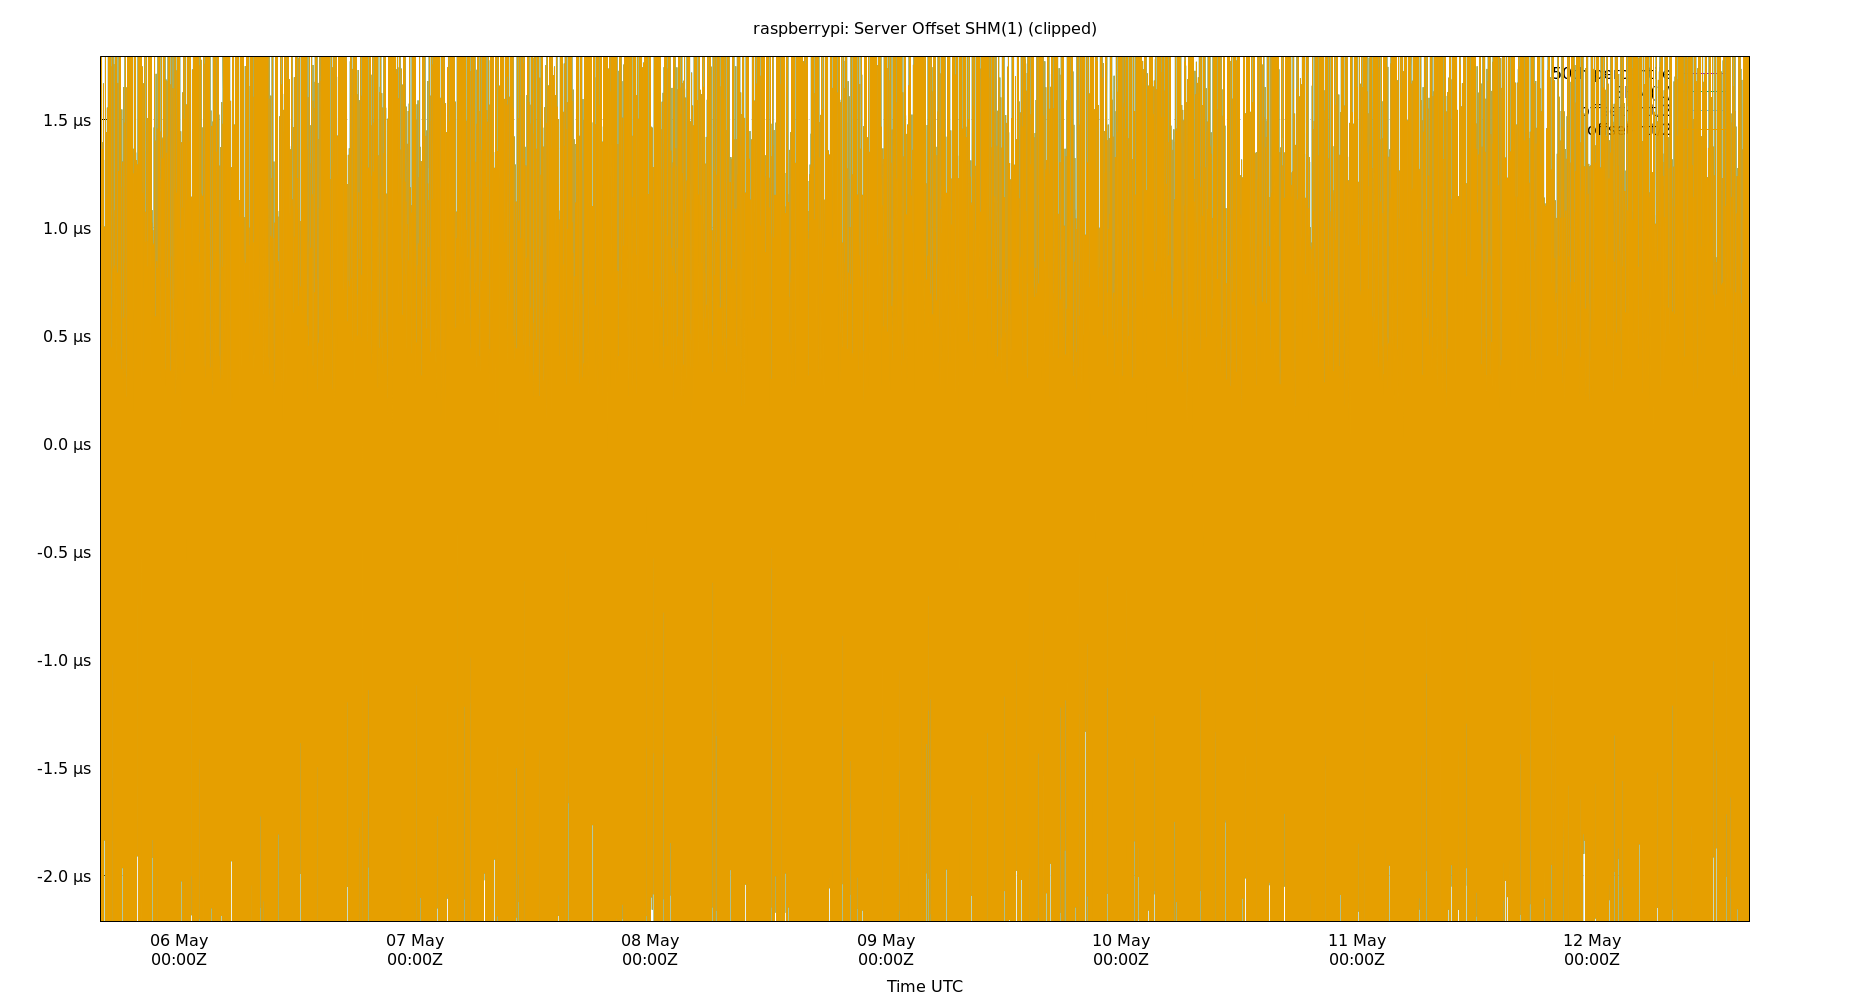 raspberrypi: Server Offset SHM(1) (clipped)
1.5 µs
1.0 µs
0.5 µs
0.0 µs
-0.5 µs
-1.0 µs
-1.5 µs
-2.0 µs
06 May
00:00Z
07 May
00:00Z
08 May
00:00Z
09 May
00:00Z
10 May
00:00Z
11 May
00:00Z
12 May
00:00Z
Time UTC